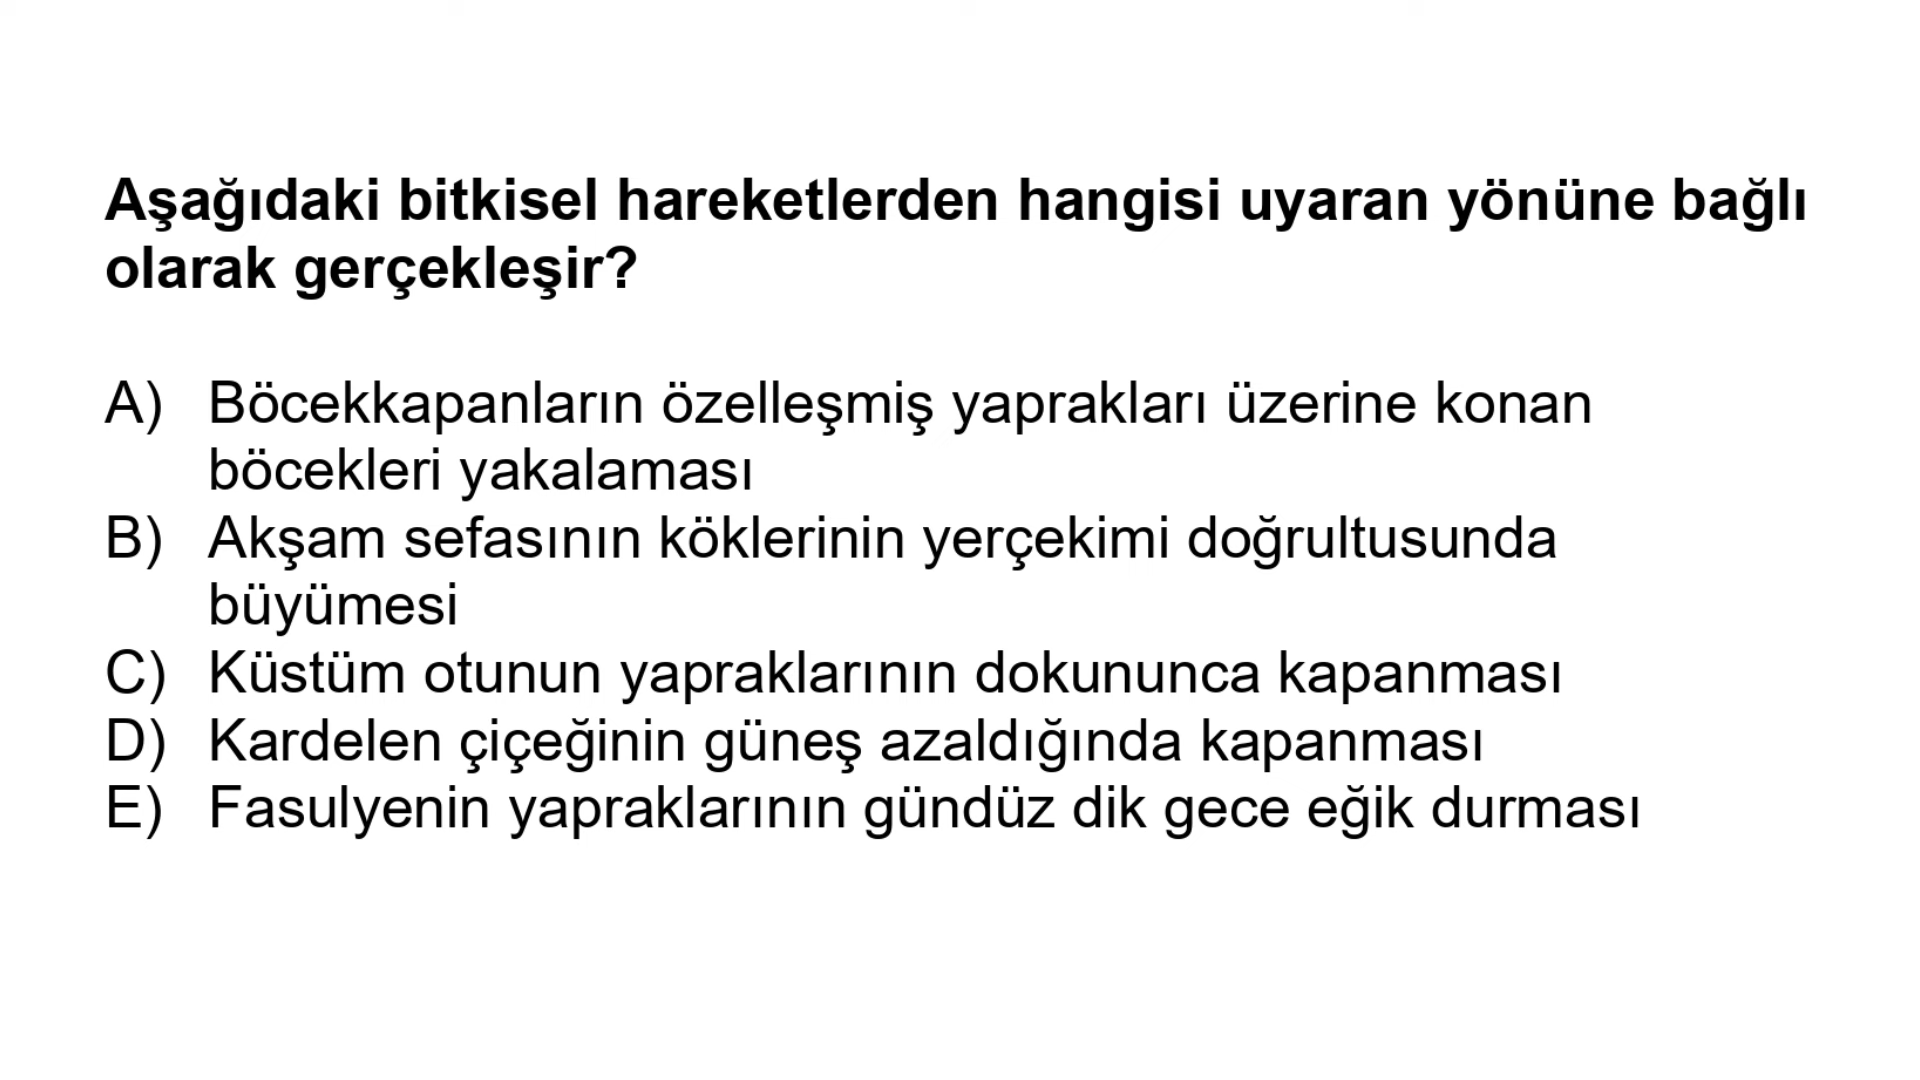 Aşağıdaki bitkisel hareketlerden hangisi uyaran yönüne bağlı
olarak gerçekleşir?
A) Böcekkapanların özelleşmiş yaprakları üzerine konan
böcekleri yakalaması
B) Akşam sefasının köklerinin yerçekimi doğrultusunda
büyümesi
C) Küstüm otunun yapraklarının dokununca kapanması
D) Kardelen çiçeğinin güneş azaldığında kapanması
E) Fasulyenin yapraklarının gündüz dik gece eğik durması